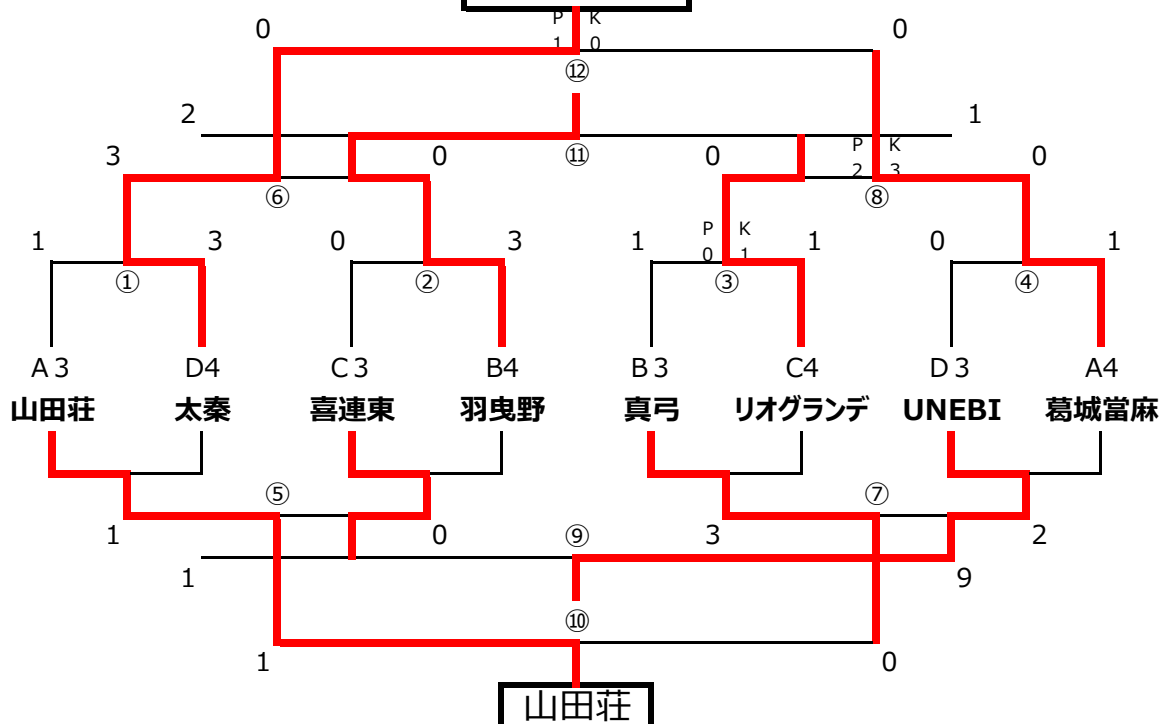 P K
0 1 0 0
⑫
2 1
⑪
3 0 0 P K 0
2 3
⑥ ⑧
1 3 0 3 1 P K 1 0 1
0 1
① ② ③ ④
A3 D4 C3 B4 B3 C4 D3 A4
山田荘 太秦 喜連東 羽曳野 真弓 リオグランデ UNEBI 葛城當麻
⑤ ⑦
1 0 ⑨ 3 2
1 9
⑩
1 0
山田荘